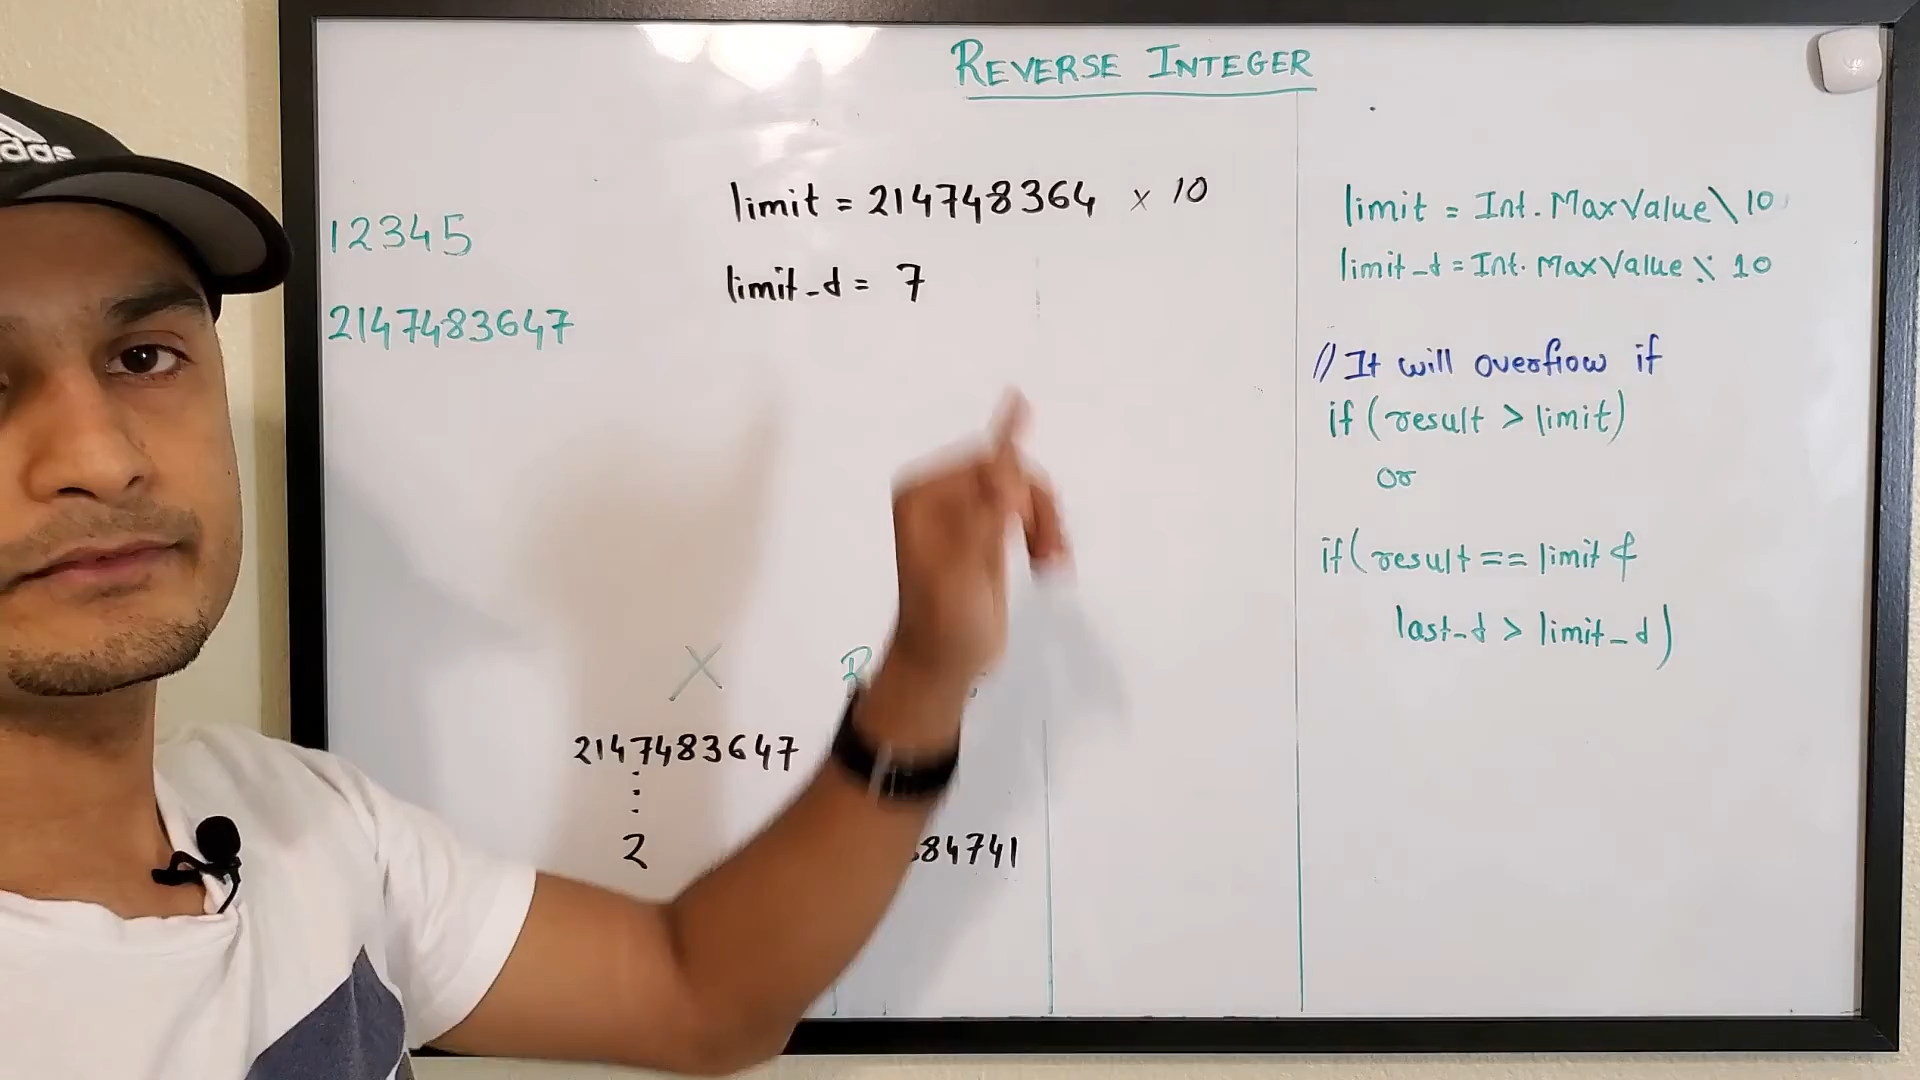 REVERSE INTEGER
12345
2147483647
limit = 214748364 × 10
limit_d = 7
X
2147483647
2
84741
limit = Int.MaxValue\10
limit_d = Int.MaxValue % 10
// It will overflow if
if (result > limit)
or
if (result == limit &
last_d > limit_d)